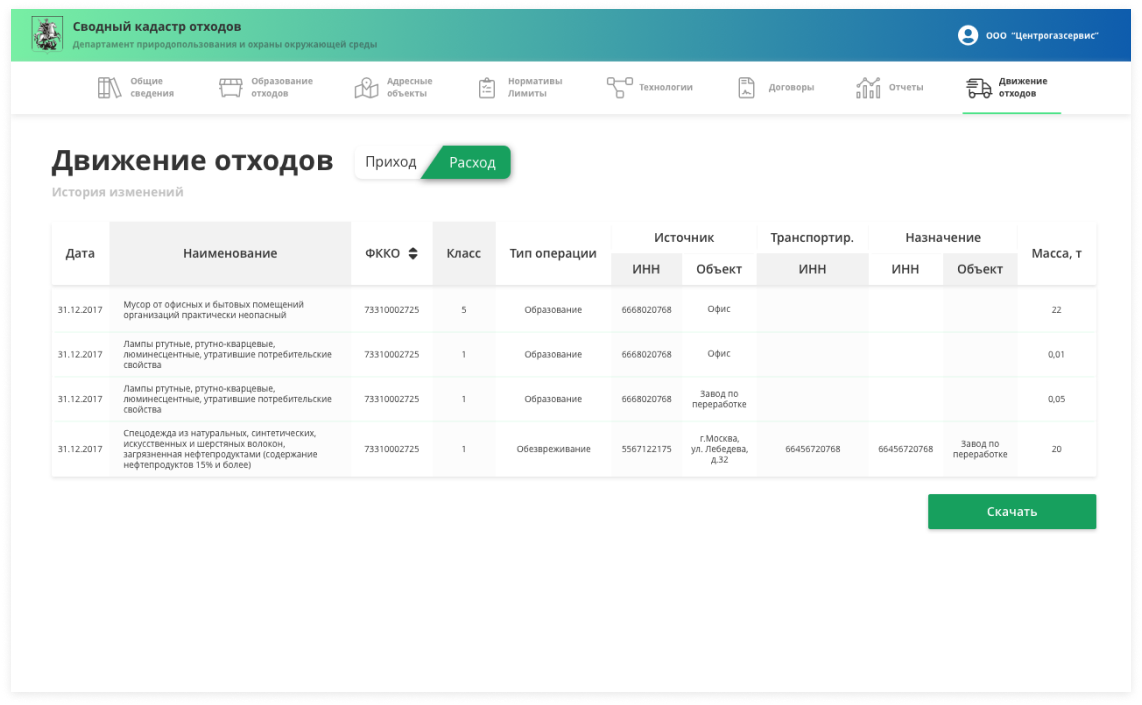 Сводный кадастр отходов
Департамент природопользования и охраны окружающей среды
ООО "Центрогазсервис"
Общие
сведения
Образование
отходов
Адресные
объекты
Нормативы
Лимиты
Технологии
Договоры
Отчеты
Движение
отходов
Движение отходов
Приход
Расход
История изменений
Дата
Наименование
ФККО
Класс
Тип операции
Источник
Транспортир.
Назначение
Масса, т
ИНН
Объект
ИНН
ИНН
Объект
31.12.2017
Мусор от офисных и бытовых помещений
организаций практически неопасный
73310002725
5
Образование
6668020768
Офис
22
31.12.2017
Лампы ртутные, ртутно-кварцевые,
люминесцентные, утратившие потребительские
свойства
73310002725
1
Образование
6668020768
Офис
0,01
31.12.2017
Лампы ртутные, ртутно-кварцевые,
люминесцентные, утратившие потребительские
свойства
73310002725
1
Образование
6668020768
Завод по
переработке
0,05
31.12.2017
Спецодежда из натуральных, синтетических,
искусственных и шерстяных волокон,
загрязненная нефтепродуктами (содержание
нефтепродуктов 15% и более)
73310002725
1
Обезвреживание
5567122175
г.Москва,
ул. Лебедева,
д.32
66456720768
66456720768
Завод по
переработке
20
Скачать